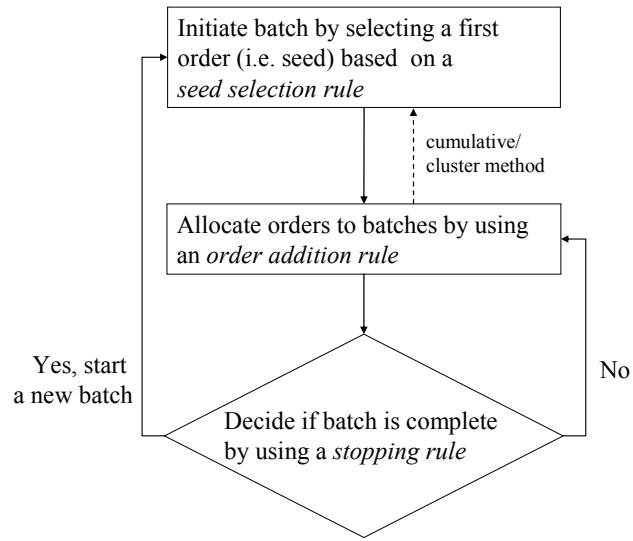 Initiate batch by selecting a first
order (i.e. seed) based on a
seed selection rule
cumulative/
cluster method
Allocate orders to batches by using
an order addition rule
Yes, start
a new batch
No
Decide if batch is complete
by using a stopping rule